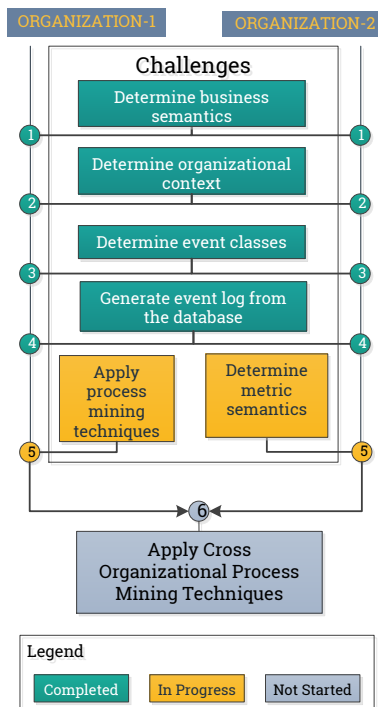 ORGANIZATION-1
ORGANIZATION-2
Challenges
Determine business
semantics
1
1
Determine organizational
context
2
2
Determine event classes
3
3
Generate event log from
the database
4
4
Apply
process
mining
techniques
Determine
metric
semantics
5
5
6
Apply Cross
Organizational Process
Mining Techniques
Legend
Completed
In Progress
Not Started